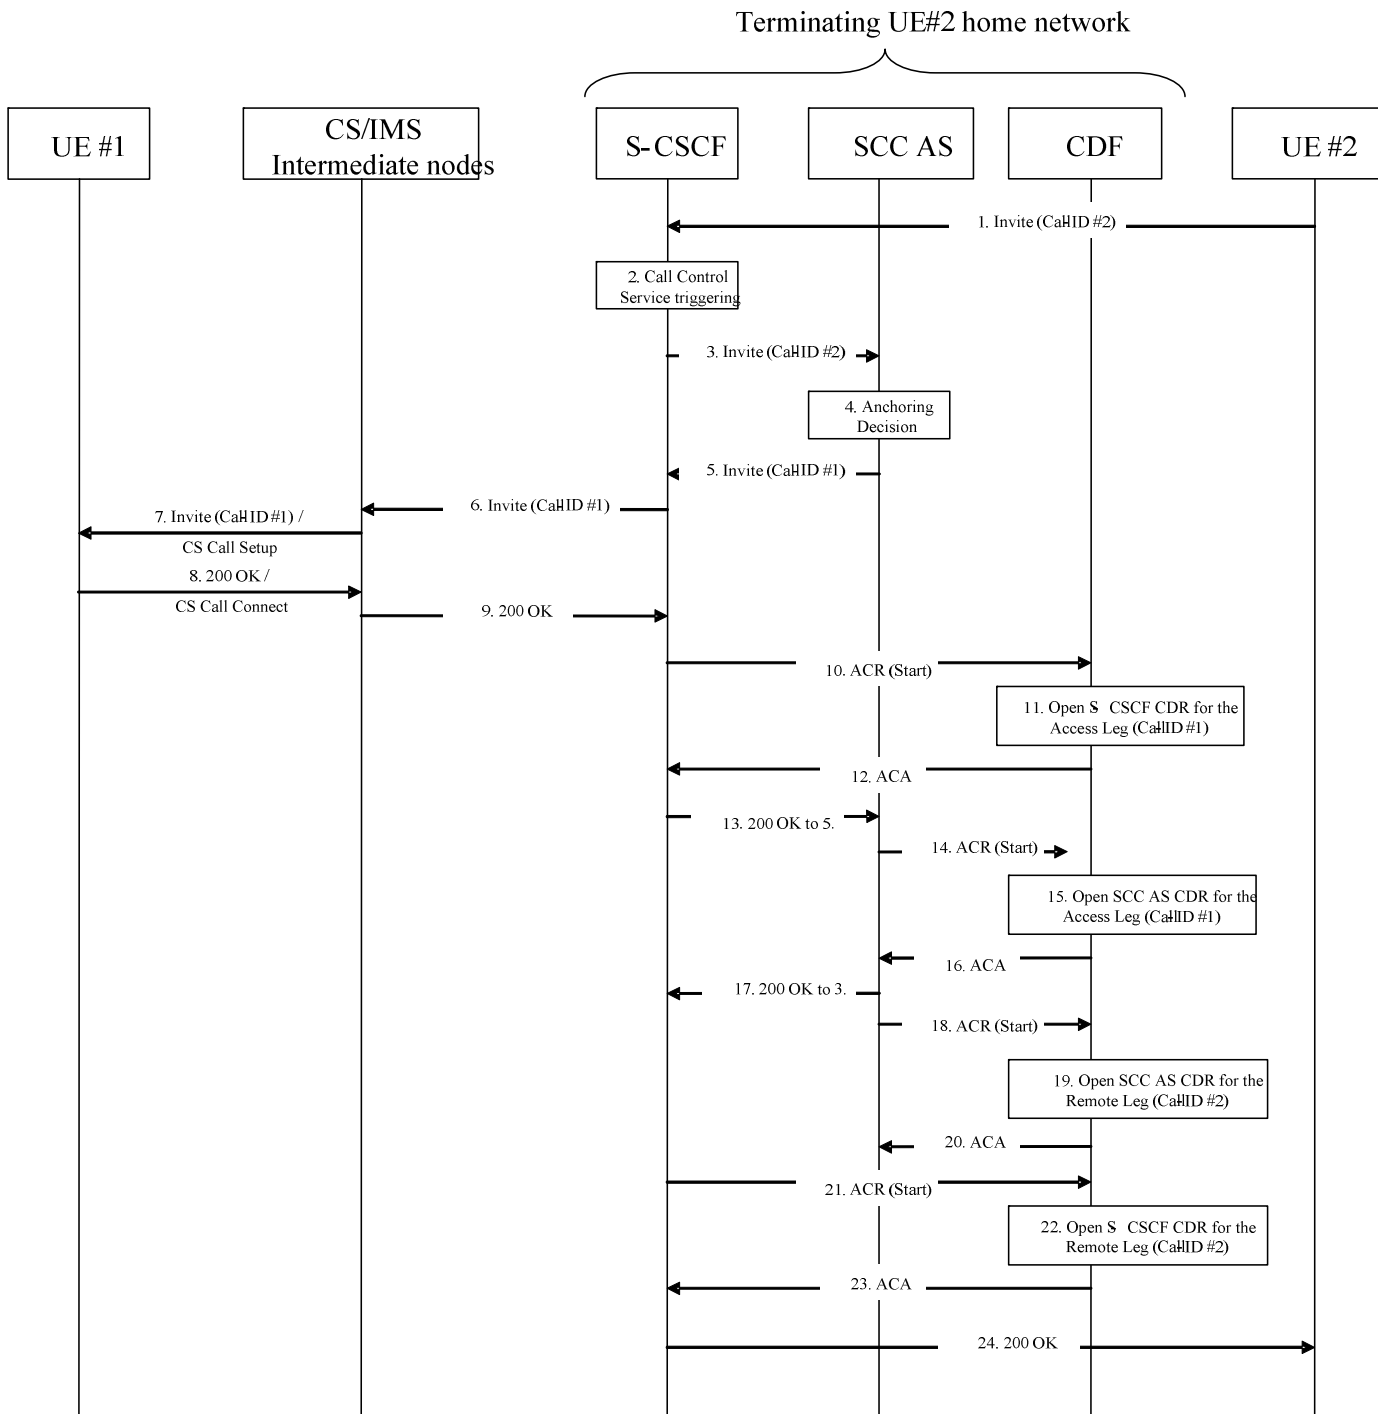 Terminating UE#2 home network
UE #1
CS/IMS
Intermediate nodes
S-CSCF
SCC AS
CDF
UE #2
1. Invite (Call-ID #2)
2. Call Control
Service triggering
3. Invite (Call-ID #2)
4. Anchoring
Decision
5. Invite (Call-ID #1)
6. Invite (Call-ID #1)
7. Invite (Call-ID #1) /
CS Call Setup
8. 200 OK /
CS Call Connect
9. 200 OK
10. ACR (Start)
11. Open S- CSCF CDR for the
Access Leg (Call-ID #1)
12. ACA
13. 200 OK to 5.
14. ACR (Start)
15. Open SCC AS CDR for the
Access Leg (Call-ID #1)
16. ACA
17. 200 OK to 3.
18. ACR (Start)
19. Open SCC AS CDR for the
Remote Leg (Call-ID #2)
20. ACA
21. ACR (Start)
22. Open S- CSCF CDR for the
Remote Leg (Call-ID #2)
23. ACA
24. 200 OK